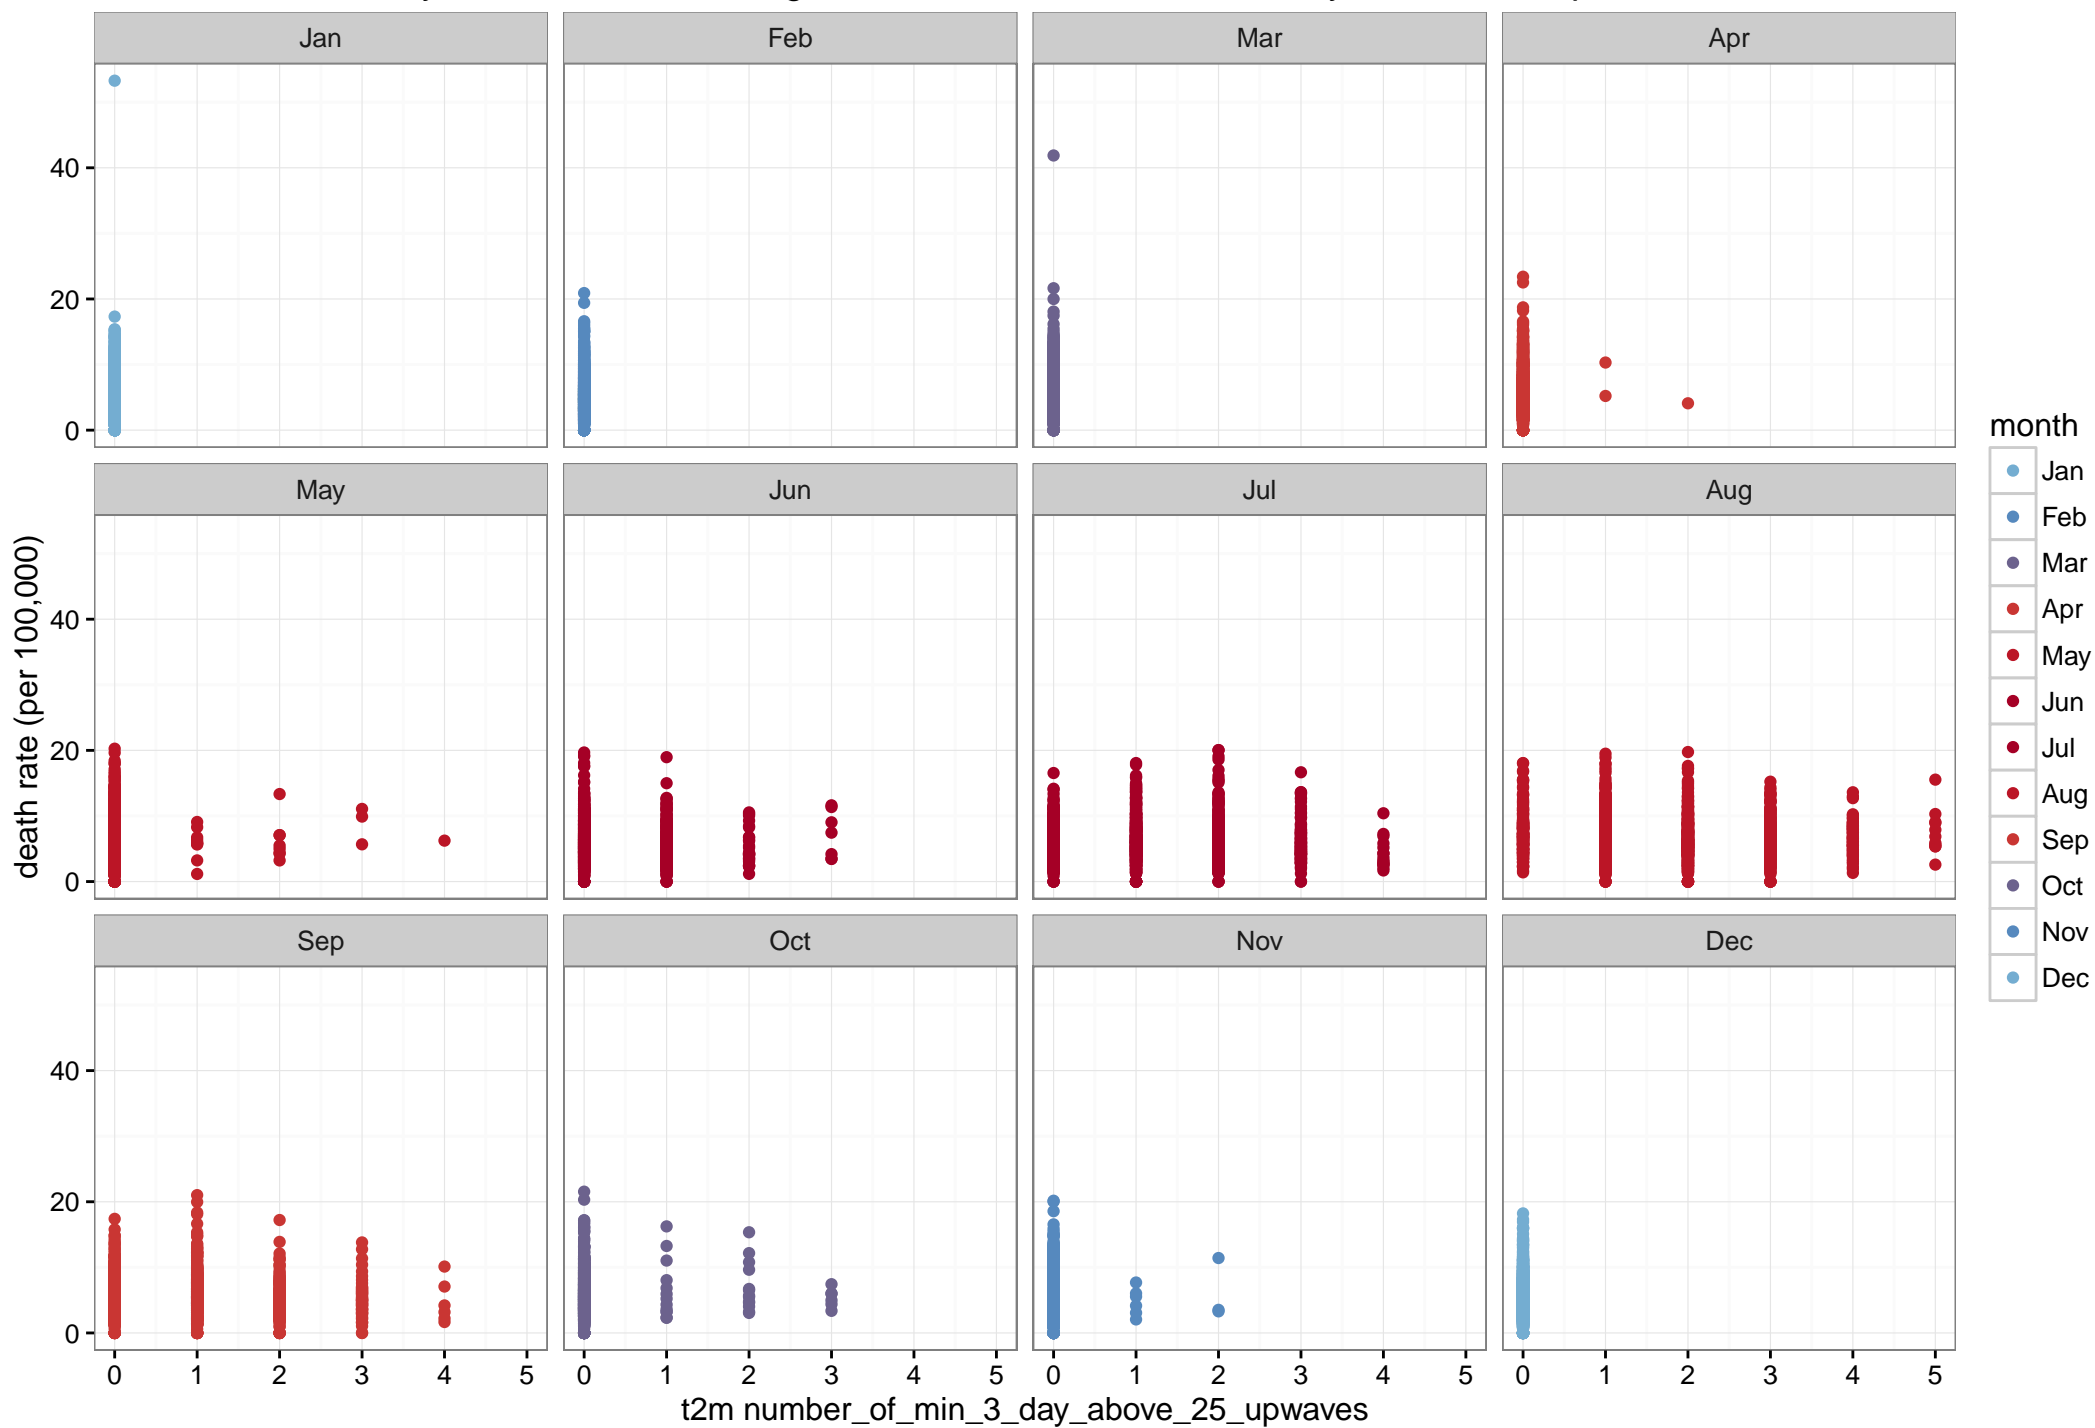 Jan Feb Mar Apr
40
20
0
May Jun Jul Aug
40
20
0
Sep Oct Nov Dec
40
20
0
0 1 2 3 4 5 0 1 2 3 4 5 0 1 2 3 4 5 0 1 2 3 4 5
t2m number_of_min_3_day_above_25_upwaves
death rate (per 100,000)
month
Jan
Feb
Mar
Apr
May
Jun
Jul
Aug
Sep
Oct
Nov
Dec